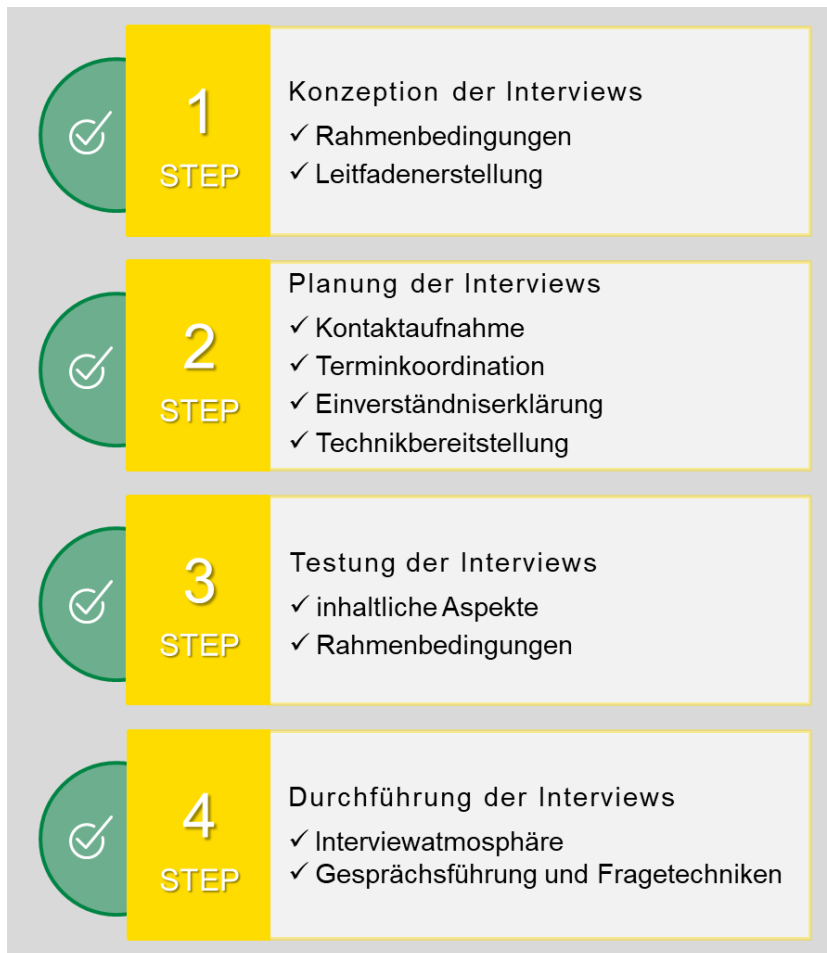 1
STEP
Konzeption der Interviews
✓ Rahmenbedingungen
✓ Leitfadenerstellung
2
STEP
Planung der Interviews
✓ Kontaktaufnahme
✓ Terminkoordination
✓ Einverständniserklärung
✓ Technikbereitstellung
3
STEP
Testung der Interviews
✓ inhaltliche Aspekte
✓ Rahmenbedingungen
4
STEP
Durchführung der Interviews
✓ Interviewatmosphäre
✓ Gesprächsführung und Fragetechniken